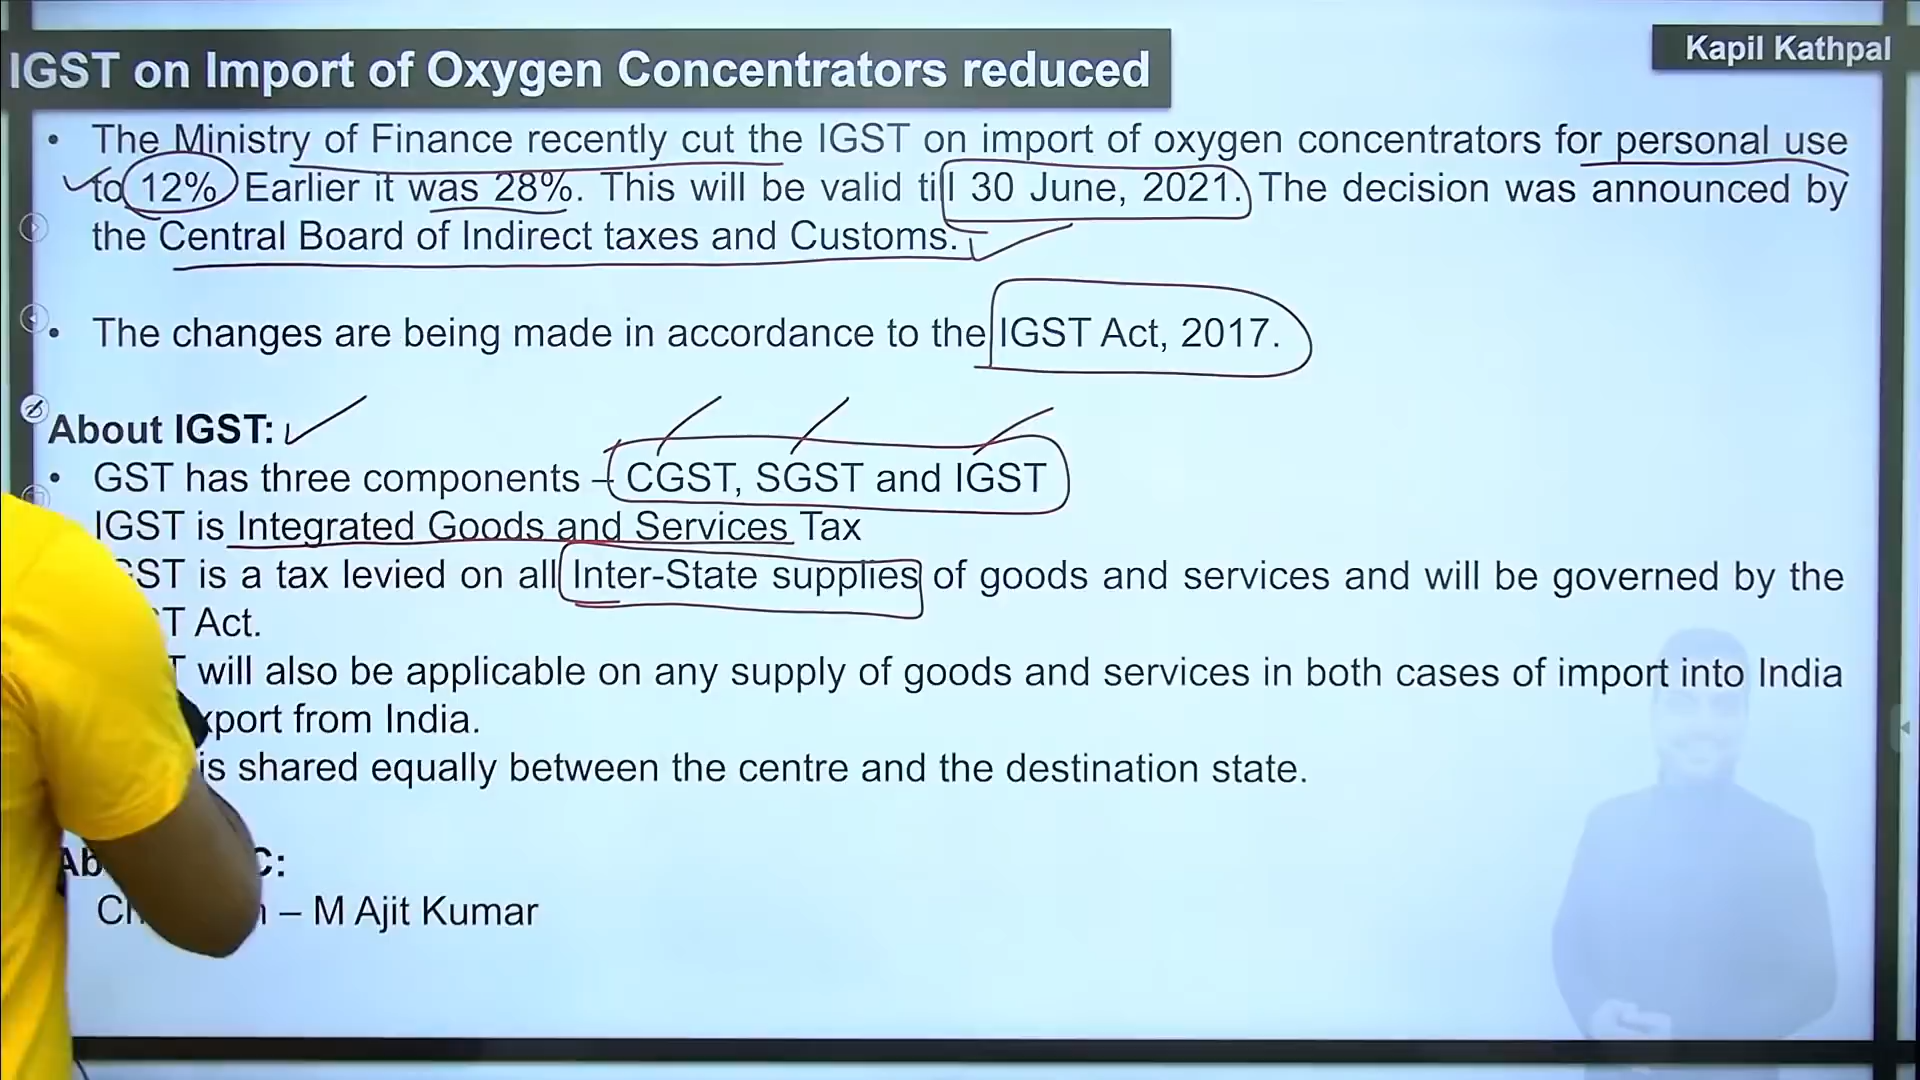 IGST on Import of Oxygen Concentrators reduced
Kapil Kathpal
• The Ministry of Finance recently cut the IGST on import of oxygen concentrators for personal use
to 12% Earlier it was 28%. This will be valid till 30 June, 2021. The decision was announced by
the Central Board of Indirect taxes and Customs.
• The changes are being made in accordance to the IGST Act, 2017.
About IGST:
• GST has three components – CGST, SGST and IGST
IGST is Integrated Goods and Services Tax
ST is a tax levied on all Inter-State supplies of goods and services and will be governed by the
T Act.
T will also be applicable on any supply of goods and services in both cases of import into India
xport from India.
is shared equally between the centre and the destination state.
Ab C:
– M Ajit Kumar